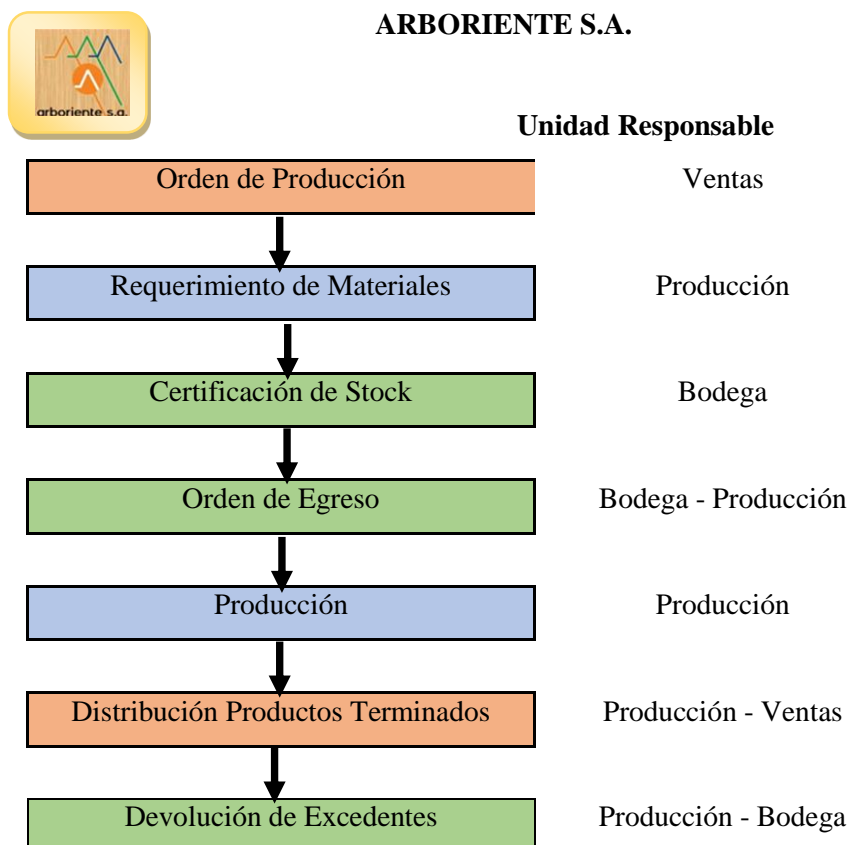 ARBORIENTE S.A.
arboriente s.a.
Unidad Responsable
Orden de Producción Ventas
Requerimiento de Materiales Producción
Certificación de Stock Bodega
Orden de Egreso Bodega - Producción
Producción Producción
Distribución Productos Terminados Producción - Ventas
Devolución de Excedentes Producción - Bodega